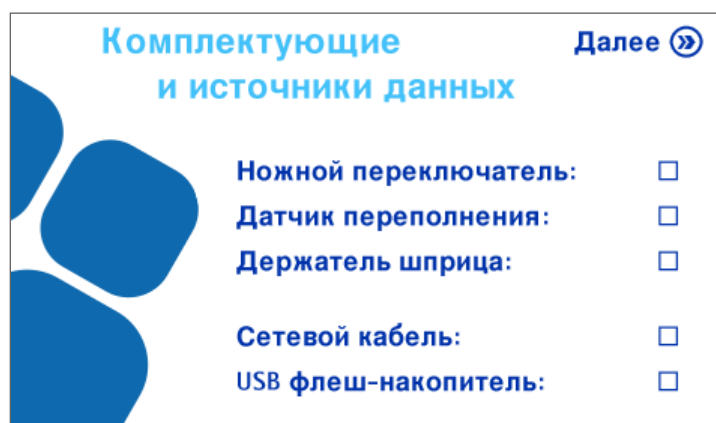 Комплектующие
и источники данных
Далее
Ножной переключатель:
Датчик переполнения:
Держатель шприца:
Сетевой кабель:
USB флеш-накопитель: